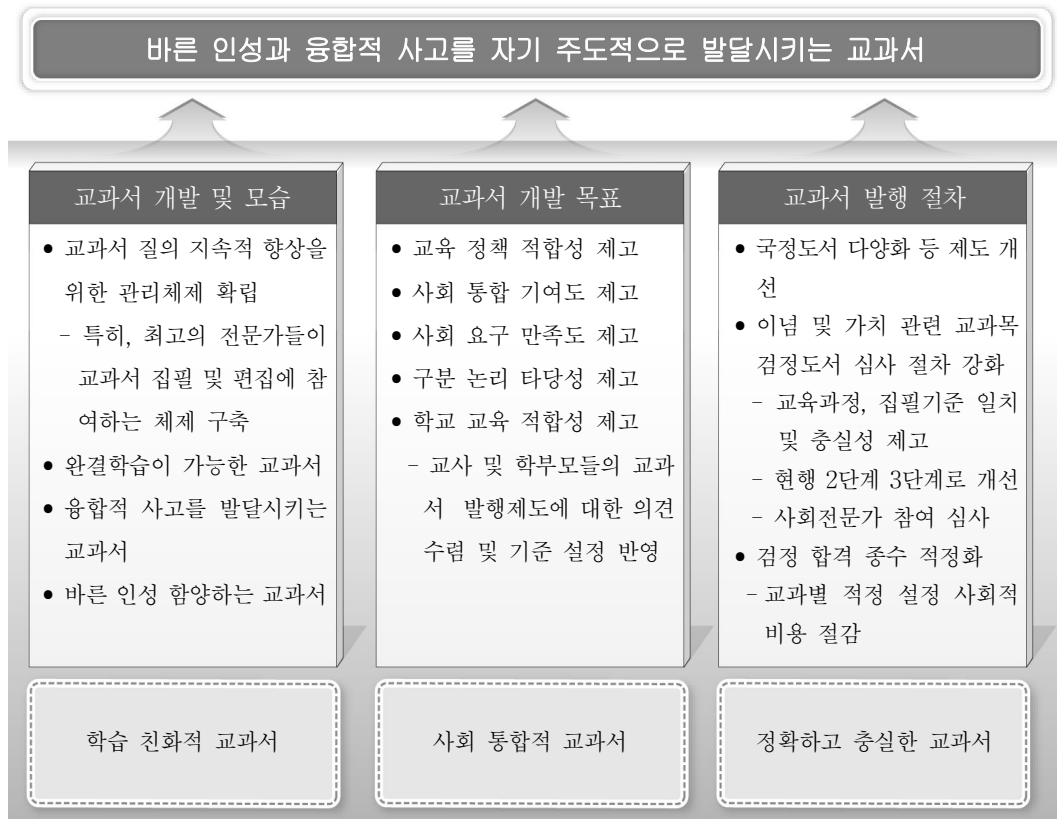 바른 인성과 융합적 사고를 자기 주도적으로 발달시키는 교과서
교과서 개발 및 모습
• 교과서 질의 지속적 향상을
위한 관리체제 확립
- 특히, 최고의 전문가들이
교과서 집필 및 편집에 참
여하는 체제 구축
• 완결학습이 가능한 교과서
• 융합적 사고를 발달시키는
교과서
• 바른 인성 함양하는 교과서
학습 친화적 교과서
교과서 개발 목표
• 교육 정책 적합성 제고
• 사회 통합 기여도 제고
• 사회 요구 만족도 제고
• 구분 논리 타당성 제고
• 학교 교육 적합성 제고
- 교사 및 학부모들의 교과
서 발행제도에 대한 의견
수렴 및 기준 설정 반영
사회 통합적 교과서
교과서 발행 절차
• 국정도서 다양화 등 제도 개
선
• 이념 및 가치 관련 교과목
검정도서 심사 절차 강화
- 교육과정, 집필기준 일치
및 충실성 제고
- 현행 2단계 3단계로 개선
- 사회전문가 참여 심사
• 검정 합격 종수 적정화
- 교과별 적정 설정 사회적
비용 절감
정확하고 충실한 교과서